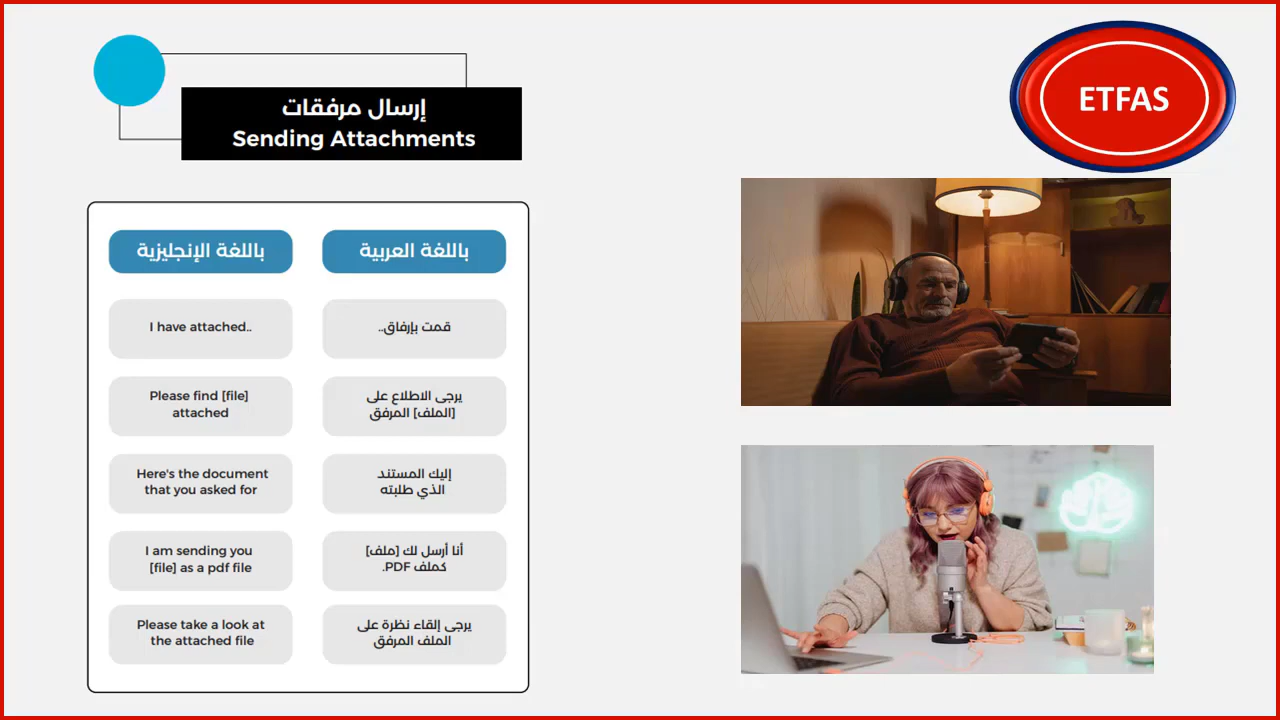 إرسال مرفقات
Sending Attachments
ETFAS
باللغة الإنجليزية
باللغة العربية
I have attached..
قمت بإرفاق..
Please find [file]
attached
يرجى الاطلاع على
[الملف] المرفق
Here's the document
that you asked for
إليك المستند
الذي طلبته
I am sending you
[file] as a pdf file
أنا أرسل لك [ملف]
كملف PDF.
Please take a look at
the attached file
يرجى إلقاء نظرة على
الملف المرفق